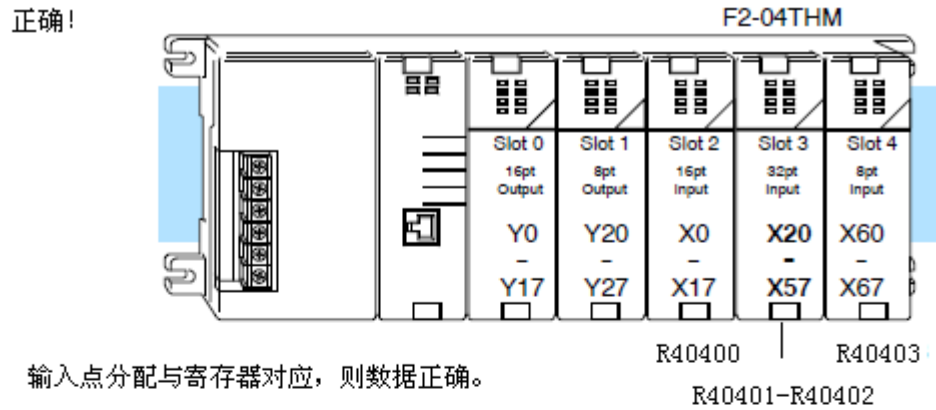 正确!
F2-04THM
Slot 0 Slot 1 Slot 2 Slot 3 Slot 4
16pt 8pt 16pt 32pt 8pt
Output Output Input Input Input
Y0 Y20 X0 X20 X60
- - - - -
Y17 Y27 X17 X57 X67
R40400 R40403
输入点分配与寄存器对应，则数据正确。
R40401-R40402